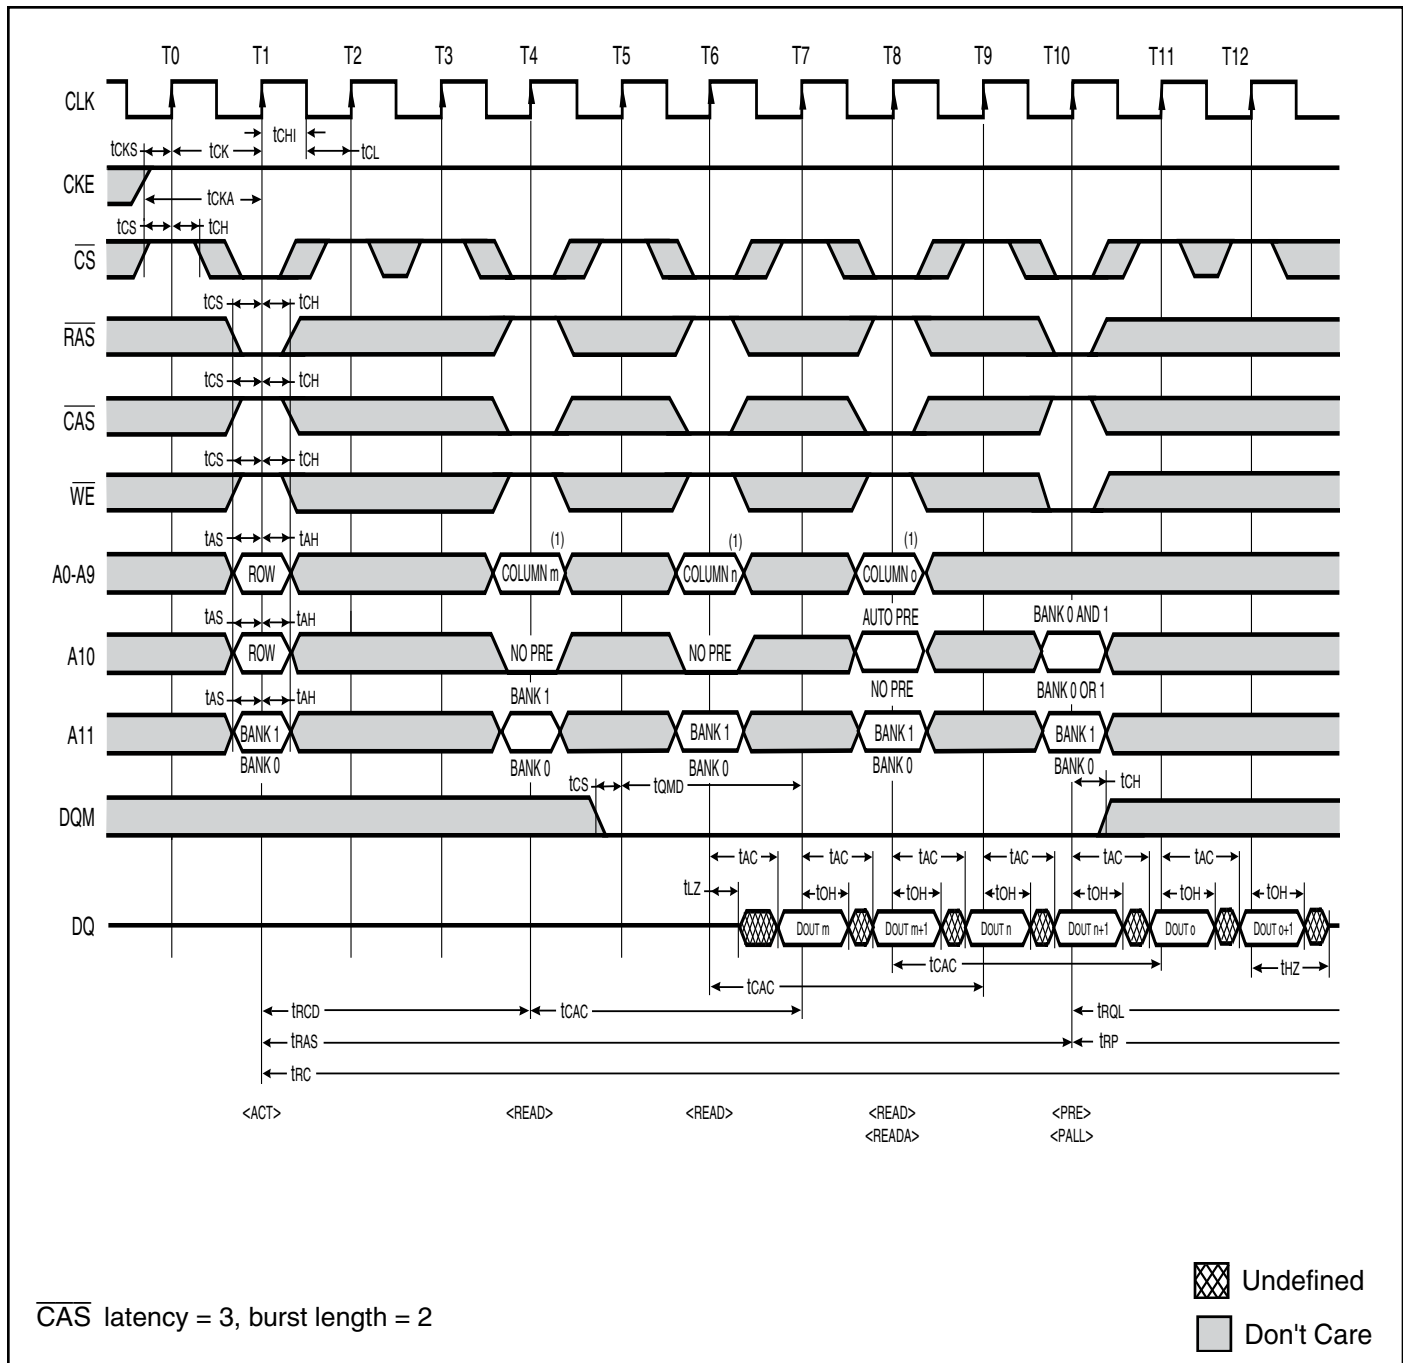 T0 T1 T2 T3 T4 T5 T6 T7 T8 T9 T10 T11 T12
CLK
tCHI
tCKS tCK tCL
CKE
tCKA
tCS tCH
CS
tCS tCH
RAS
tCS tCH
CAS
tCS tCH
WE
tAS tAH (1) (1) (1)
A0-A9 ROW COLUMN m COLUMN n COLUMN o
tAS tAH AUTO PRE BANK 0 AND 1
A10 ROW NO PRE NO PRE
tAS tAH BANK 1 NO PRE BANK 0 OR 1
A11 BANK 1 BANK 1 BANK 1 BANK 1
BANK 0 BANK 0 BANK 0 BANK 0 BANK 0
tCS tQMD tCH
DQM
tAC tAC tAC tAC tAC tAC
tLZ tOH tOH tOH tOH tOH tOH
DQ DOUT m DOUT m+1 DOUT n DOUT n+1 DOUT o DOUT o+1
tCAC tHZ
tCAC
tRCD tCAC tRQL
tRAS tRP
tRC
<ACT> <READ> <READ> <READ> <PRE>
<READA> <PALL>
Undefined
CAS latency = 3, burst length = 2
Don't Care